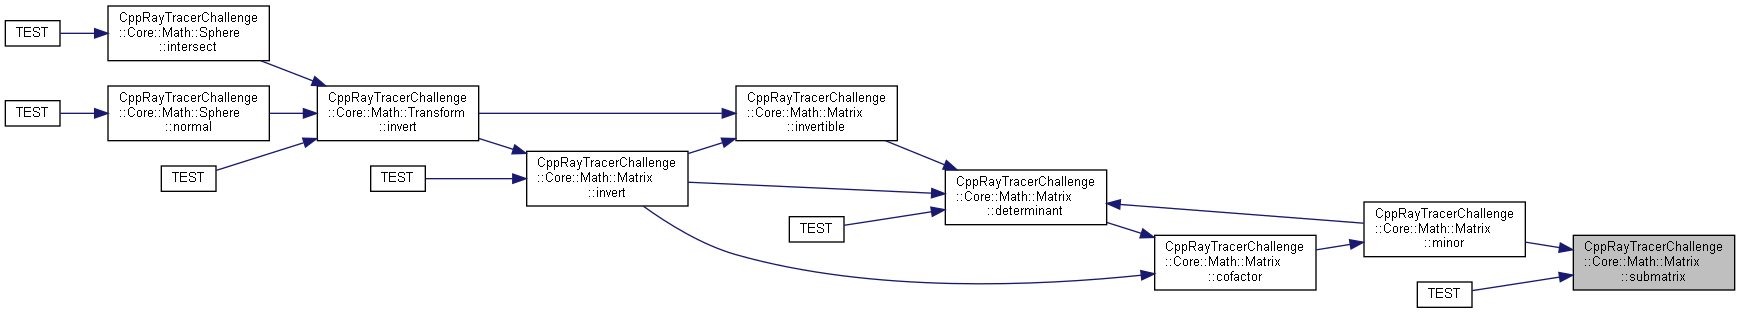 TEST
CppRayTracerChallenge
::Core::Math::Sphere
::intersect
TEST
CppRayTracerChallenge
::Core::Math::Sphere
::normal
TEST
CppRayTracerChallenge
::Core::Math::Transform
::invert
TEST
CppRayTracerChallenge
::Core::Math::Matrix
::invert
CppRayTracerChallenge
::Core::Math::Matrix
::invertible
TEST
CppRayTracerChallenge
::Core::Math::Matrix
::determinant
CppRayTracerChallenge
::Core::Math::Matrix
::cofactor
CppRayTracerChallenge
::Core::Math::Matrix
::minor
TEST
CppRayTracerChallenge
::Core::Math::Matrix
::submatrix